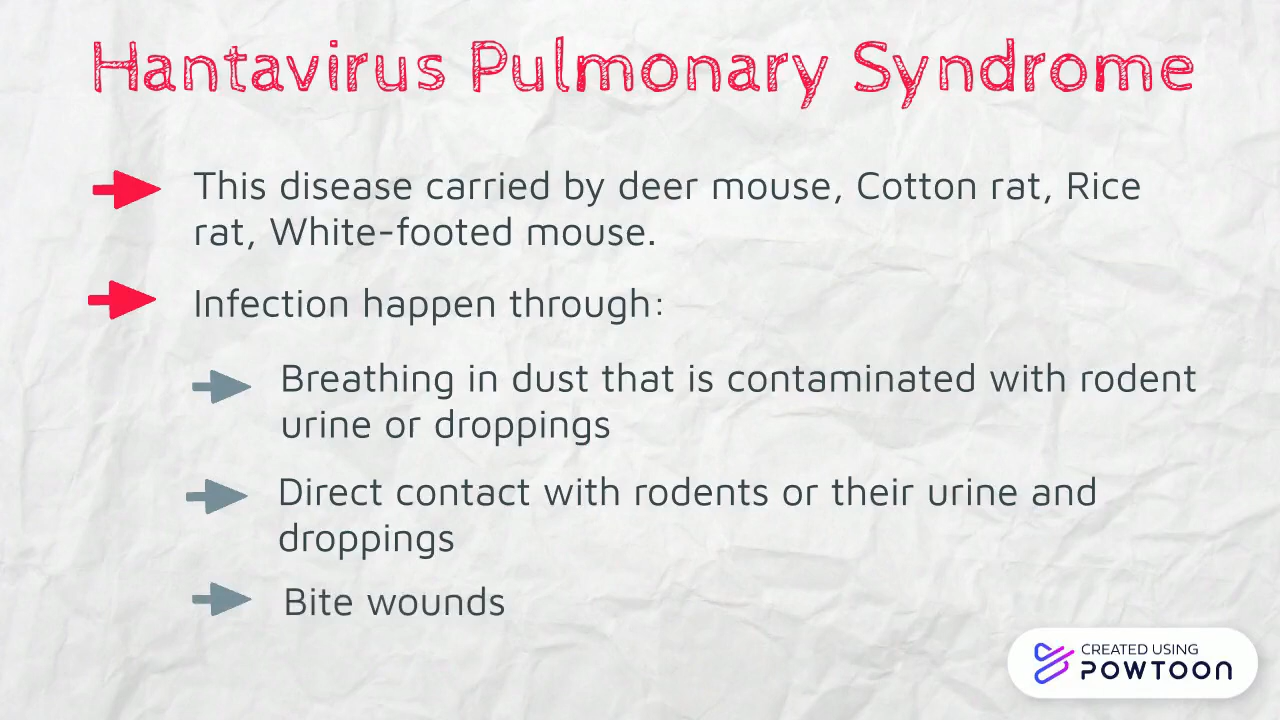 Hantavirus Pulmonary Syndrome
This disease carried by deer mouse, Cotton rat, Rice
rat, White-footed mouse.
Infection happen through:
Breathing in dust that is contaminated with rodent
urine or droppings
Direct contact with rodents or their urine and
droppings
Bite wounds
CREATED USING
POWTOON